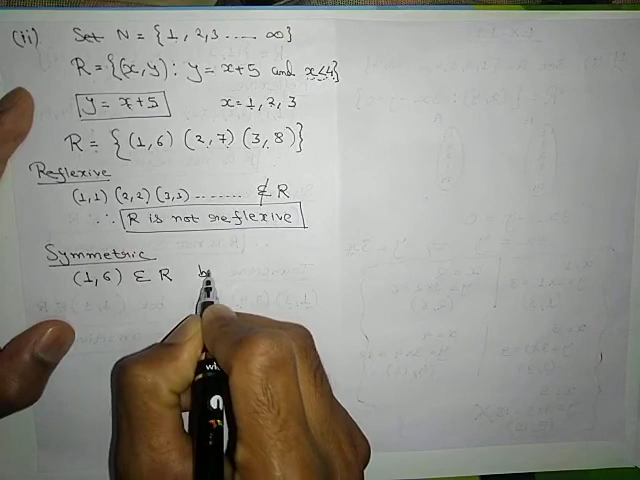 (ii) Set N = {1, 2, 3 ..... ∞}
R = {(x, y) : y = x+5 and x<4}
y = x+5 x = 1, 2, 3
R = {(1, 6) (2, 7) (3, 8)}
Reflexive
(1,1) (2,2) (3,3) ........ ∉ R
∴ R is not reflexive
Symmetric
(1, 6) ∈ R b